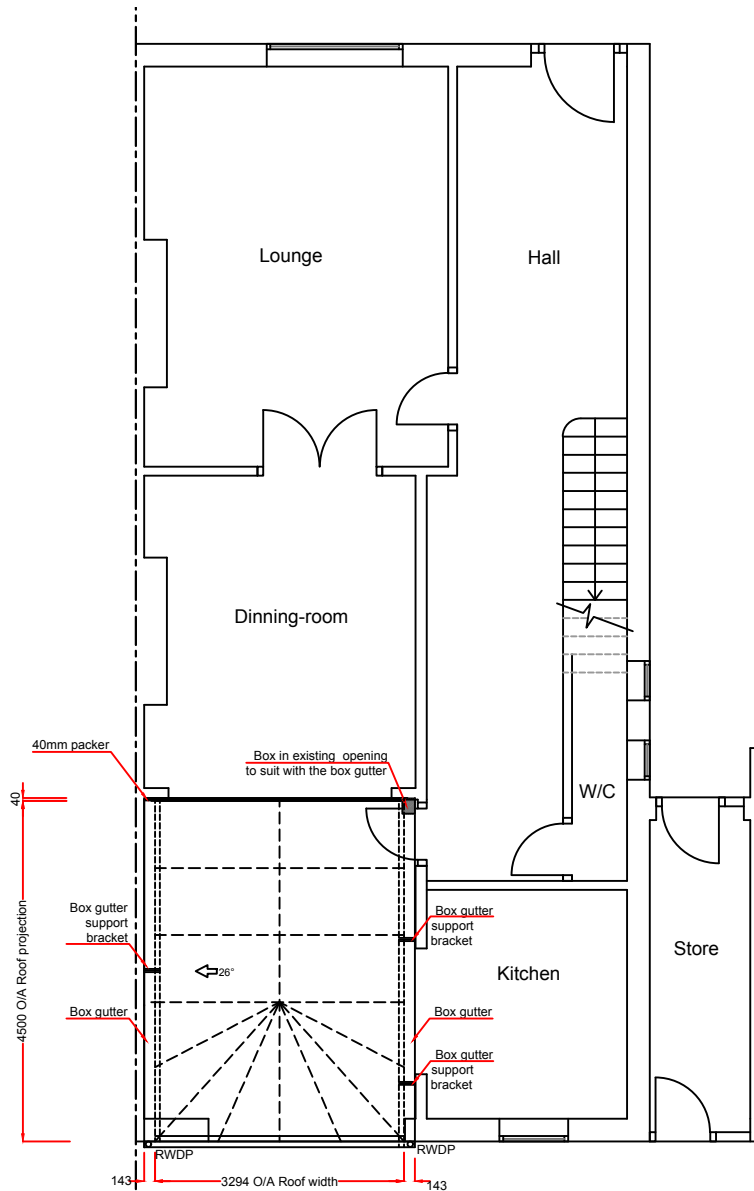 Lounge
Hall
Dinning-room
40mm packer
Box in existing opening
to suit with the box gutter
40
W/C
4500 O/A Roof projection
Box gutter
support
bracket
Box gutter
support
bracket
26°
Kitchen
Store
Box gutter
Box gutter
Box gutter
support
bracket
RWDP
RWDP
143
3294 O/A Roof width
143